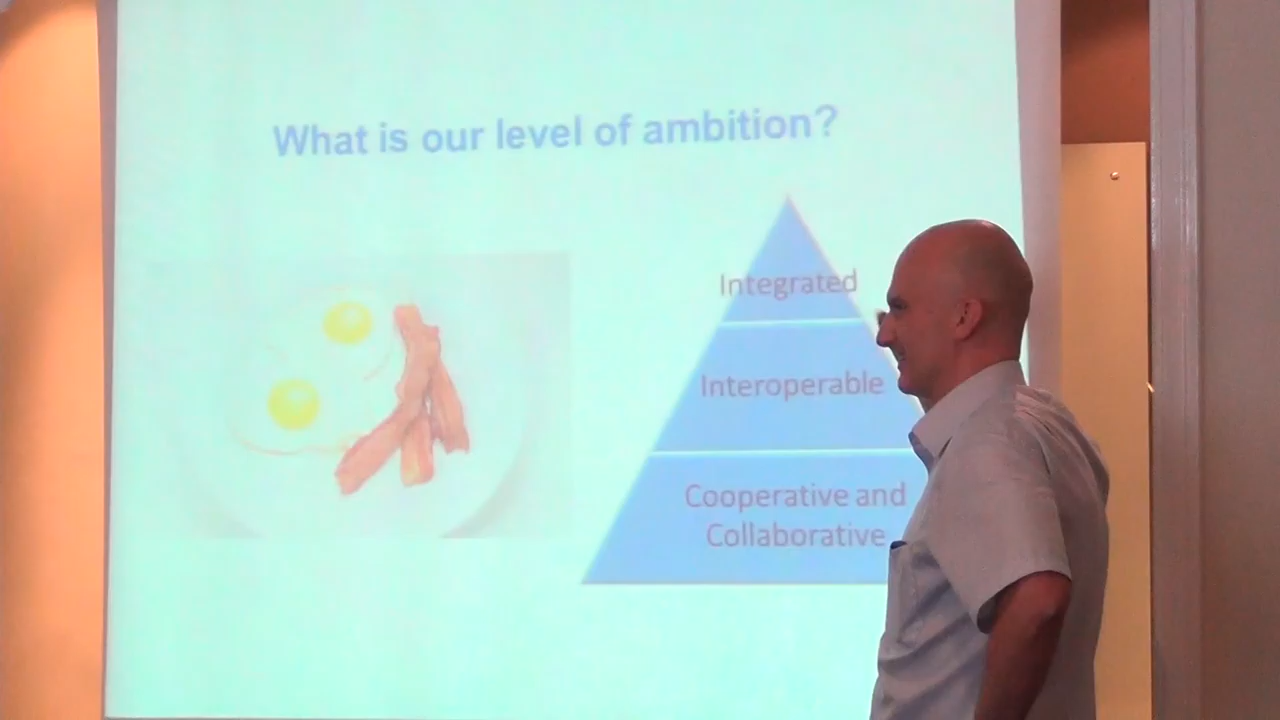 What is our level of ambition?
Integrated
Interoperable
Cooperative and
Collaborative